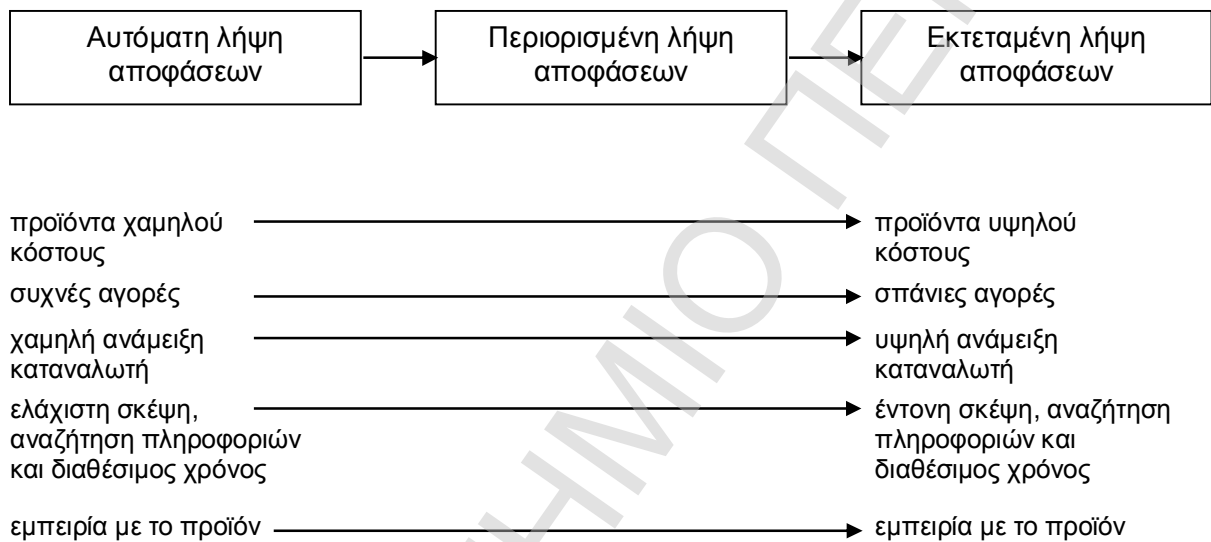 Αυτόματη λήψη
αποφάσεων
Περιορισμένη λήψη
αποφάσεων
Εκτεταμένη λήψη
αποφάσεων
προϊόντα χαμηλού
κόστους
προϊόντα υψηλού
κόστους
συχνές αγορές
σπάνιες αγορές
χαμηλή ανάμειξη
καταναλωτή
υψηλή ανάμειξη
καταναλωτή
ελάχιστη σκέψη,
αναζήτηση πληροφοριών
και διαθέσιμος χρόνος
έντονη σκέψη, αναζήτηση
πληροφοριών και
διαθέσιμος χρόνος
εμπειρία με το προϊόν
εμπειρία με το προϊόν